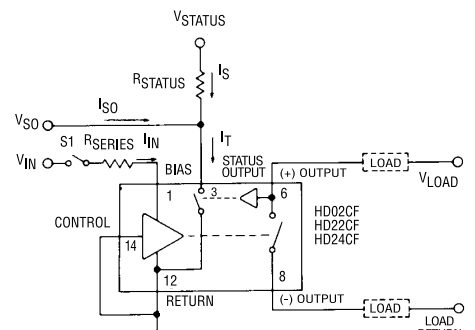 VSTATUS
RSTATUS
IS
ISO
VSO
S1 RSERIES IIN
VIN
IT
BIAS
STATUS
OUTPUT
(+) OUTPUT
LOAD
VLOAD
1
3
6
CONTROL
14
HD02CF
HD22CF
HD24CF
12
8
RETURN
(-) OUTPUT
LOAD
LOAD